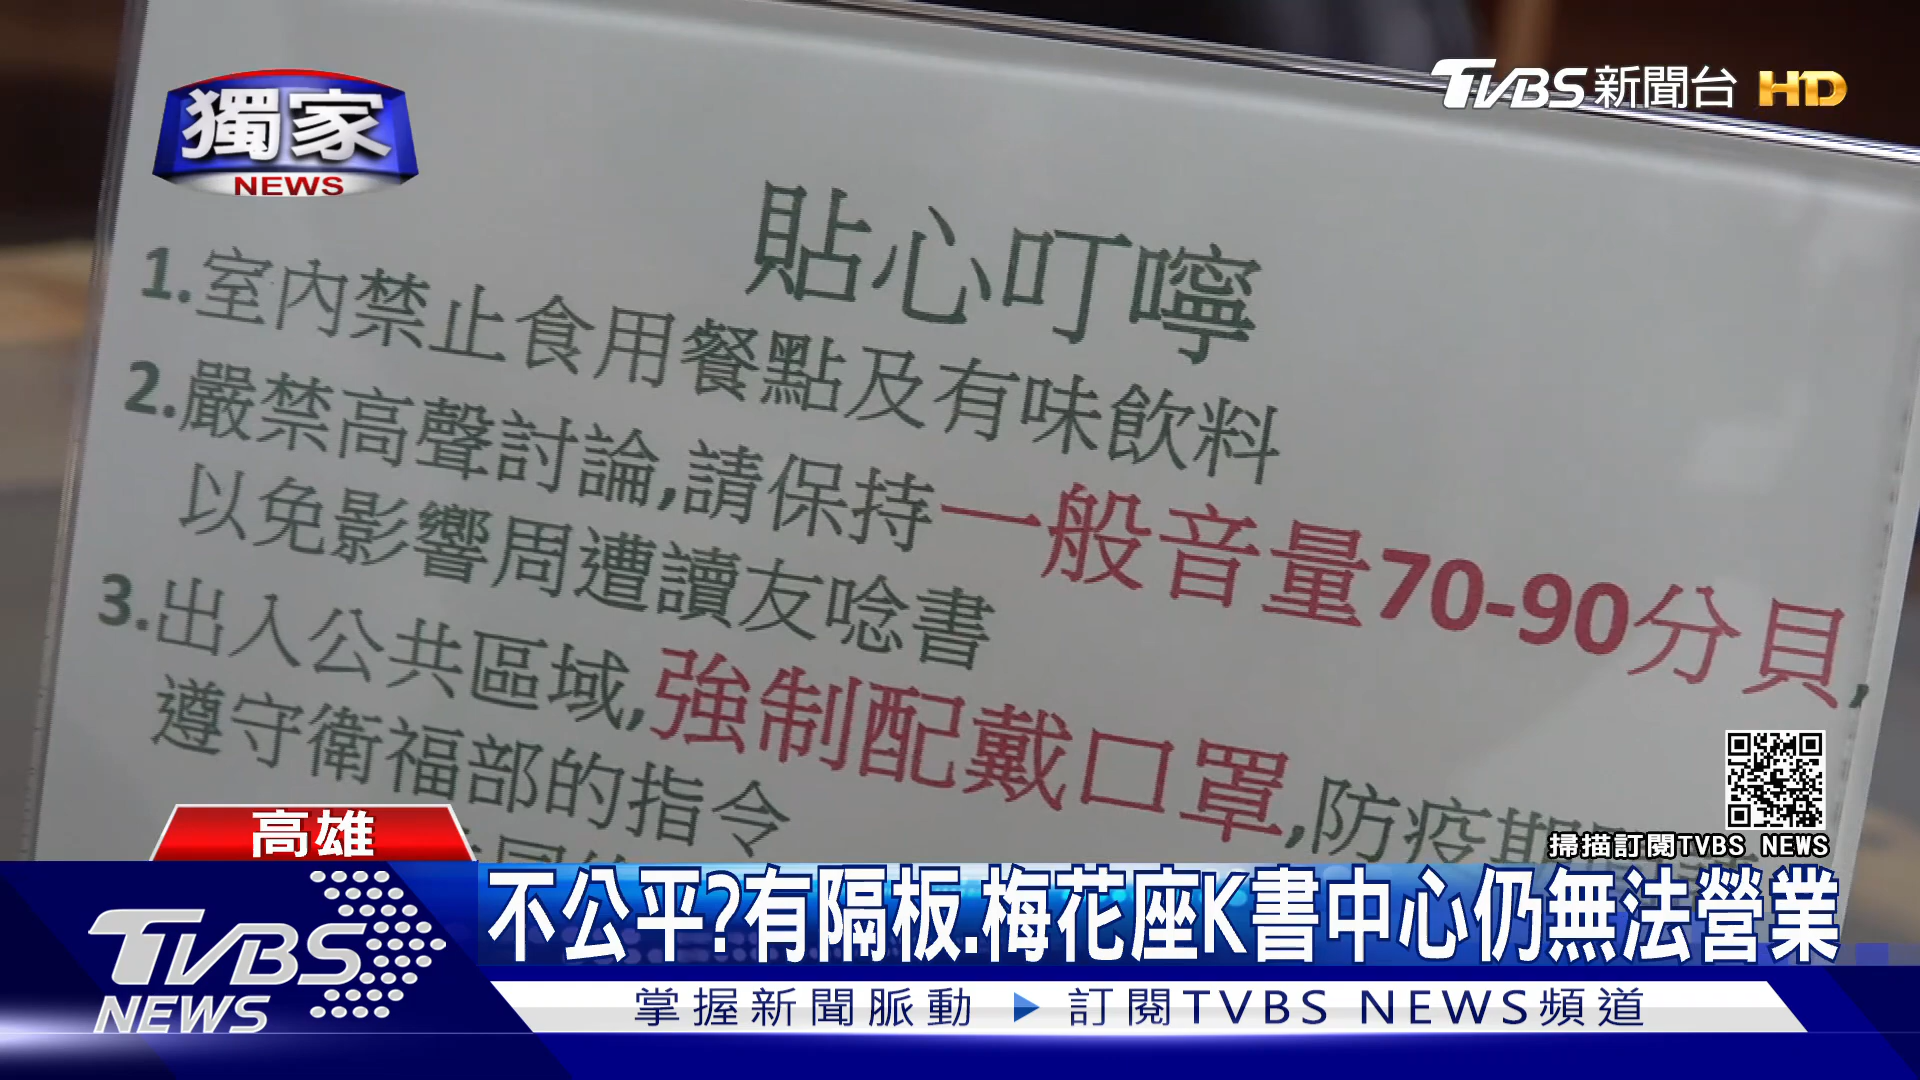 獨家
NEWS
TVBS新聞台 HD
貼心叮嚀
1.室內禁止食用餐點及有味飲料
2.嚴禁高聲討論,請保持一般音量70-90分貝,
以免影響周遭讀友唸書
3.出入公共區域,強制配戴口罩,防疫期
遵守衛福部的指令
掃描訂閱TVBS NEWS
高雄
不公平?有隔板.梅花座K書中心仍無法營業
TVBS
NEWS
掌握新聞脈動 ▶ 訂閱TVBS NEWS頻道